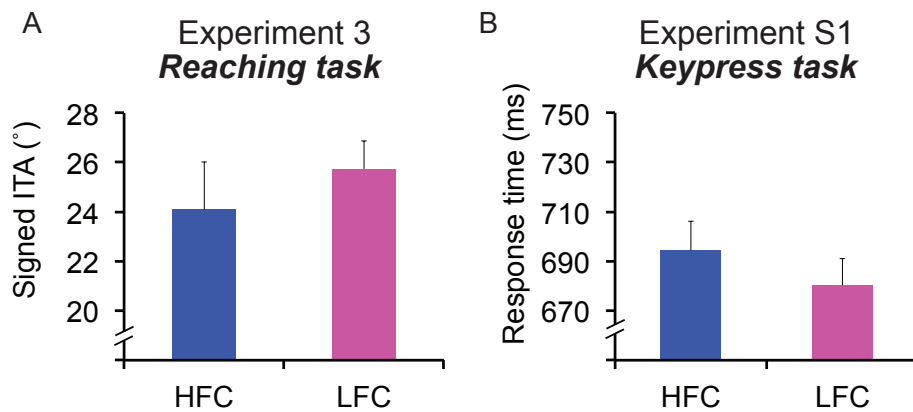 A
Experiment 3
Reaching task
Signed ITA (˚)
28
26
24
22
20
HFC
LFC
B
Experiment S1
Keypress task
Response time (ms)
750
730
710
690
670
HFC
LFC